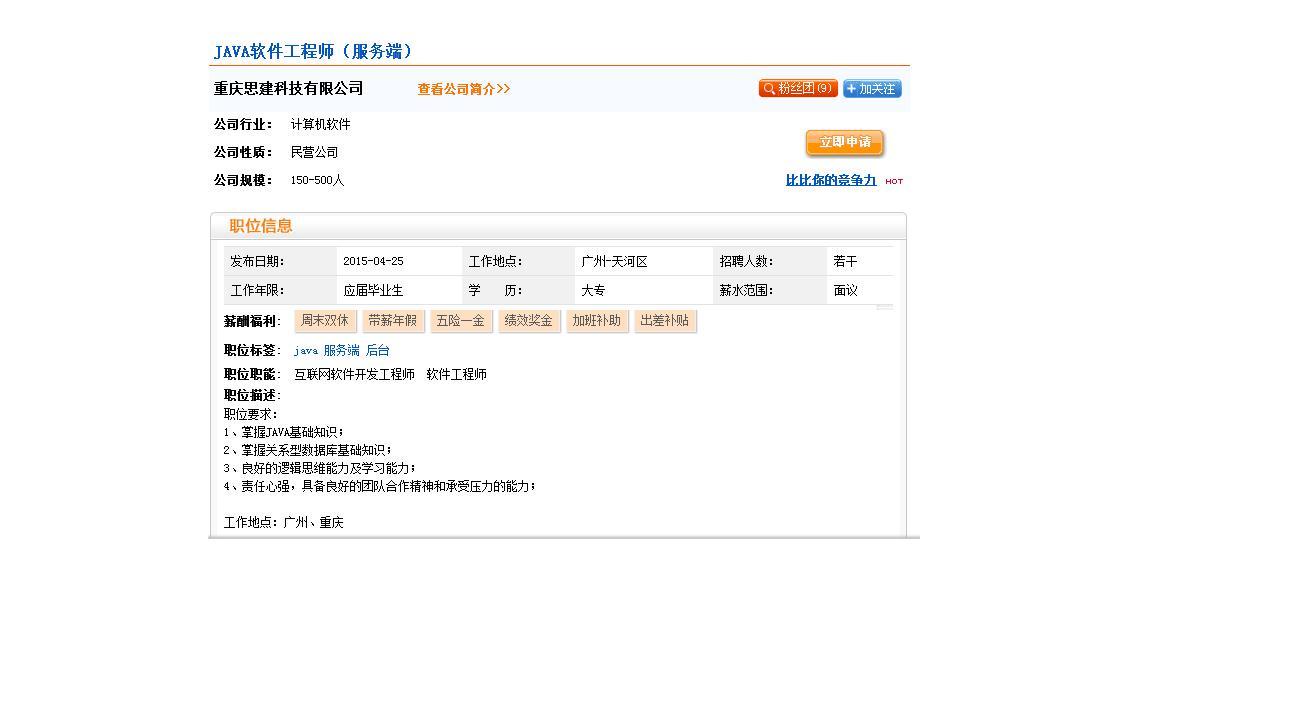 JAVA软件工程师（服务端）
重庆思建科技有限公司 查看公司简介>> 粉丝团(9) +加关注
公司行业： 计算机软件
立即申请
公司性质： 民营公司
公司规模： 150-500人 比比你的竞争力 HOT
职位信息
发布日期： 2015-04-25 工作地点： 广州-天河区 招聘人数： 若干
工作年限： 应届毕业生 学　　历： 大专 薪水范围： 面议
薪酬福利： 周末双休 带薪年假 五险一金 绩效奖金 加班补助 出差补贴
职位标签： java 服务端 后台
职位职能： 互联网软件开发工程师 软件工程师
职位描述：
职位要求：
1、掌握JAVA基础知识；
2、掌握关系型数据库基础知识；
3、良好的逻辑思维能力及学习能力；
4、责任心强，具备良好的团队合作精神和承受压力的能力；
工作地点：广州、重庆